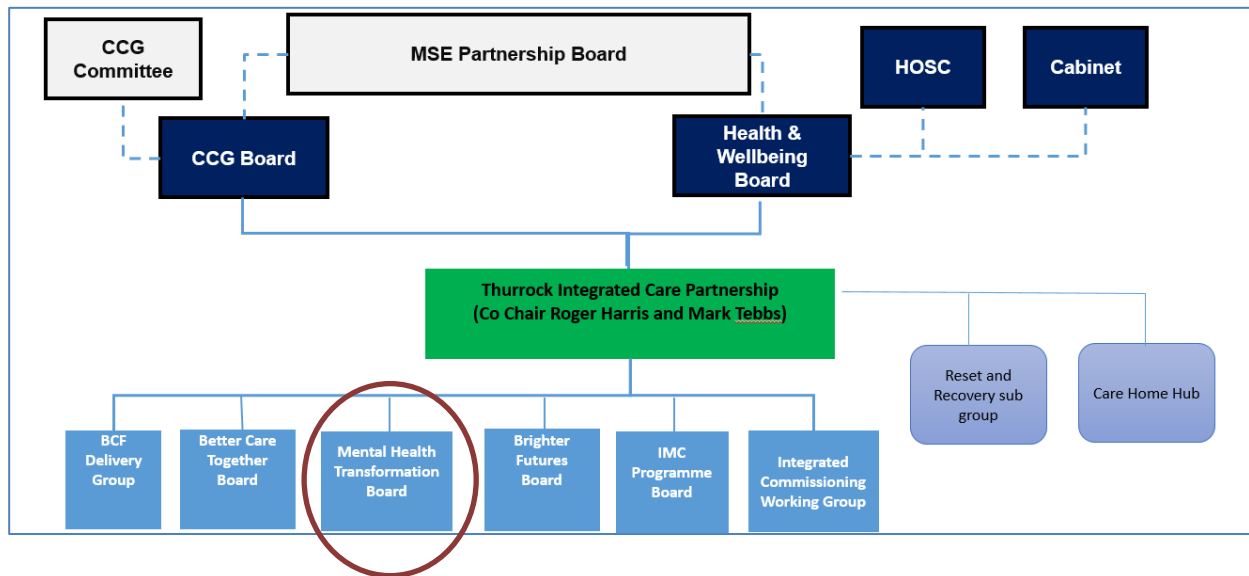 CCG
Committee
MSE Partnership Board
HOSC
Cabinet
CCG Board
Health &
Wellbeing
Board
Thurrock Integrated Care Partnership
(Co Chair Roger Harris and Mark Tebbs)
Reset and
Recovery sub
group
Care Home Hub
BCF
Delivery
Group
Better Care
Together
Board
Mental Health
Transformation
Board
Brighter
Futures
Board
IMC
Programme
Board
Integrated
Commissioning
Working Group